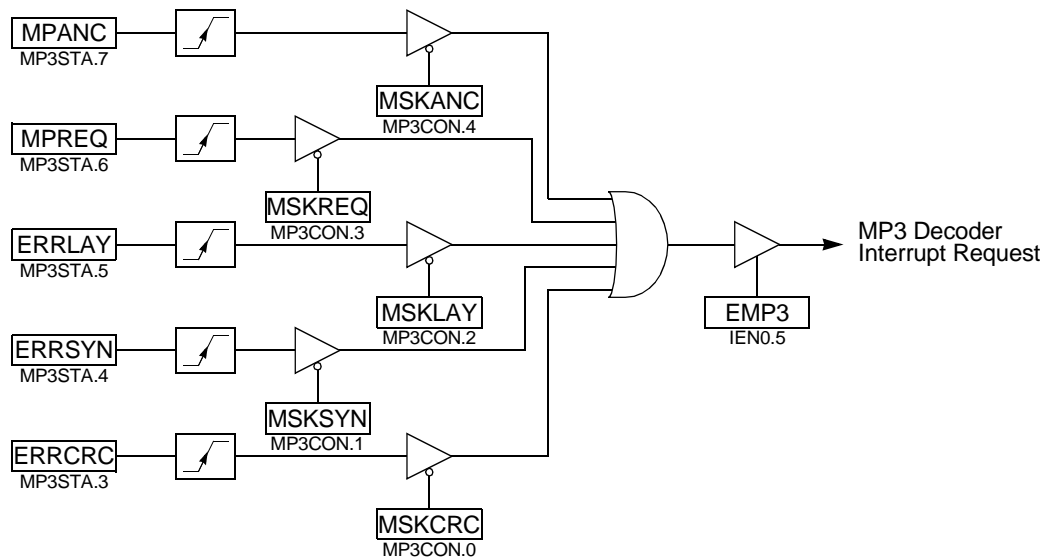 MPANC
MP3STA.7
MSKANC
MP3CON.4
MPREQ
MP3STA.6
MSKREQ
MP3CON.3
ERRLAY
MP3STA.5
MSKLAY
MP3CON.2
ERRSYN
MP3STA.4
MSKSYN
MP3CON.1
ERRCRC
MP3STA.3
MSKCRC
MP3CON.0
EMP3
IEN0.5
MP3 Decoder
Interrupt Request